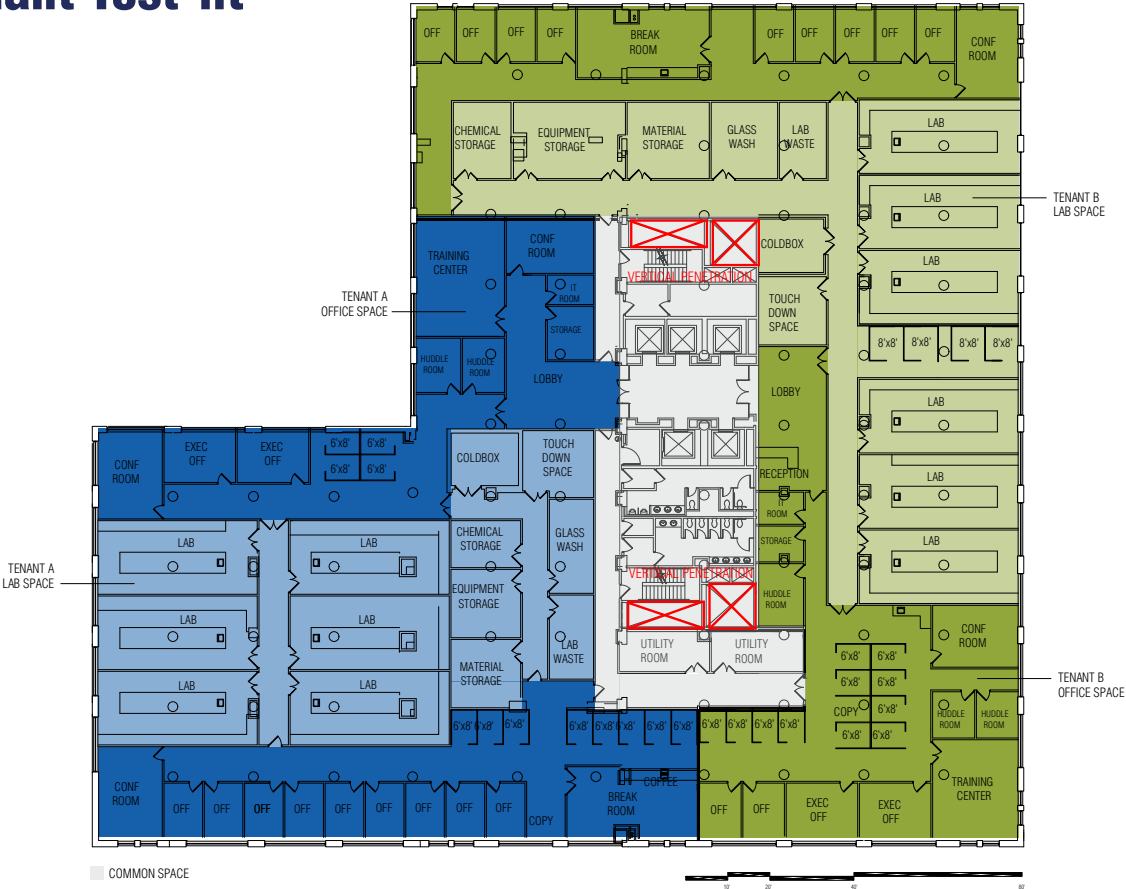 OFF
OFF
OFF
OFF
BREAK
ROOM
OFF
OFF
OFF
OFF
OFF
CONF
ROOM
CHEMICAL
STORAGE
EQUIPMENT
STORAGE
MATERIAL
STORAGE
GLASS
WASH
LAB
WASTE
LAB
LAB
TENANT B
LAB SPACE
LAB
TRAINING
CENTER
CONF
ROOM
COLDBOX
VERTICAL PENETRATION
IT
ROOM
TOUCH
DOWN
SPACE
TENANT A
OFFICE SPACE
STORAGE
8'x8'
8'x8'
8'x8'
8'x8'
HUDDLE
ROOM
HUDDLE
ROOM
LOBBY
LOBBY
LAB
CONF
ROOM
EXEC
OFF
EXEC
OFF
6'x8'
6'x8'
6'x8'
6'x8'
COLDBOX
TOUCH
DOWN
SPACE
RECEPTION
LAB
IT
ROOM
CHEMICAL
STORAGE
GLASS
WASH
STORAGE
LAB
LAB
LAB
TENANT A
LAB SPACE
VERTICAL PENETRATION
EQUIPMENT
STORAGE
HUDDLE
ROOM
LAB
LAB
LAB
WASTE
UTILITY
ROOM
UTILITY
ROOM
CONF
ROOM
6'x8'
6'x8'
MATERIAL
STORAGE
LAB
LAB
6'x8'
6'x8'
TENANT B
OFFICE SPACE
COPY
6'x8'
HUDDLE
ROOM
HUDDLE
ROOM
6'x8'
6'x8'
6'x8'
6'x8'
6'x8'
6'x8'
6'x8'
6'x8'
6'x8'
6'x8'
6'x8'
6'x8'
6'x8'
6'x8'
CONF
ROOM
COFFEE
TRAINING
CENTER
OFF
OFF
OFF
OFF
OFF
OFF
OFF
OFF
OFF
COPY
BREAK
ROOM
OFF
OFF
EXEC
OFF
EXEC
OFF
COMMON SPACE
10'
20'
40'
60'